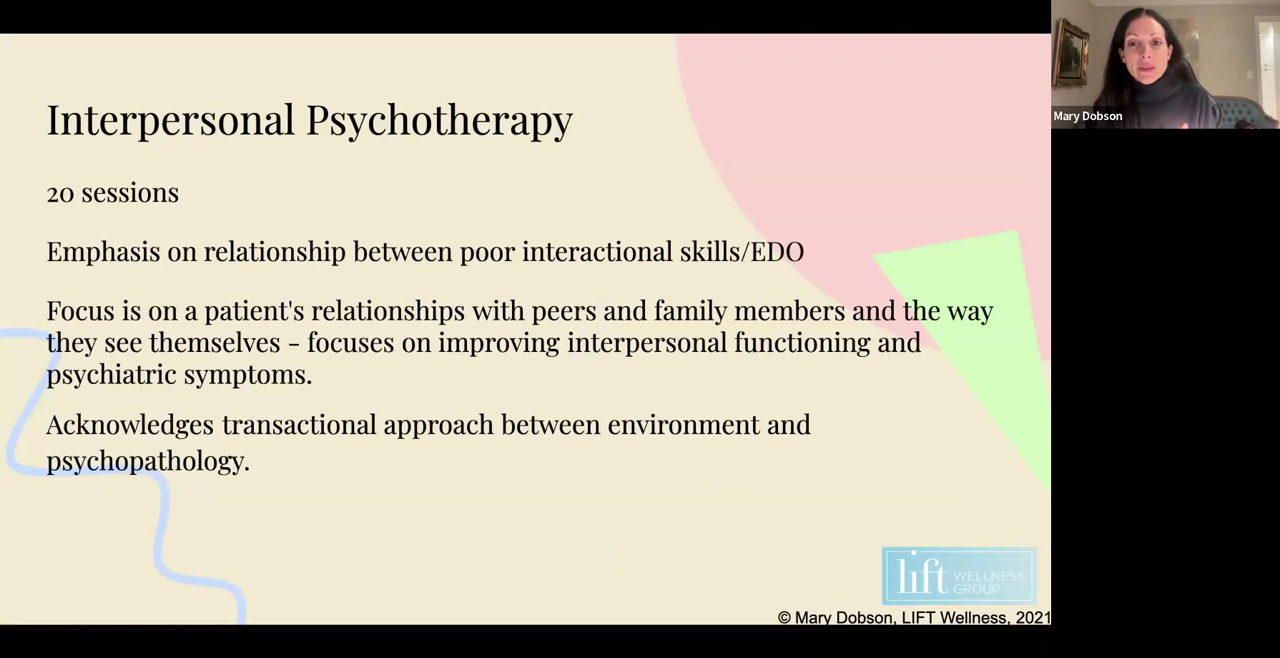 Interpersonal Psychotherapy
20 sessions
Emphasis on relationship between poor interactional skills/EDO
Focus is on a patient's relationships with peers and family members and the way
they see themselves - focuses on improving interpersonal functioning and
psychiatric symptoms.
Acknowledges transactional approach between environment and
psychopathology.
lift WELLNESS
GROUP
© Mary Dobson, LIFT Wellness, 2021
Mary Dobson